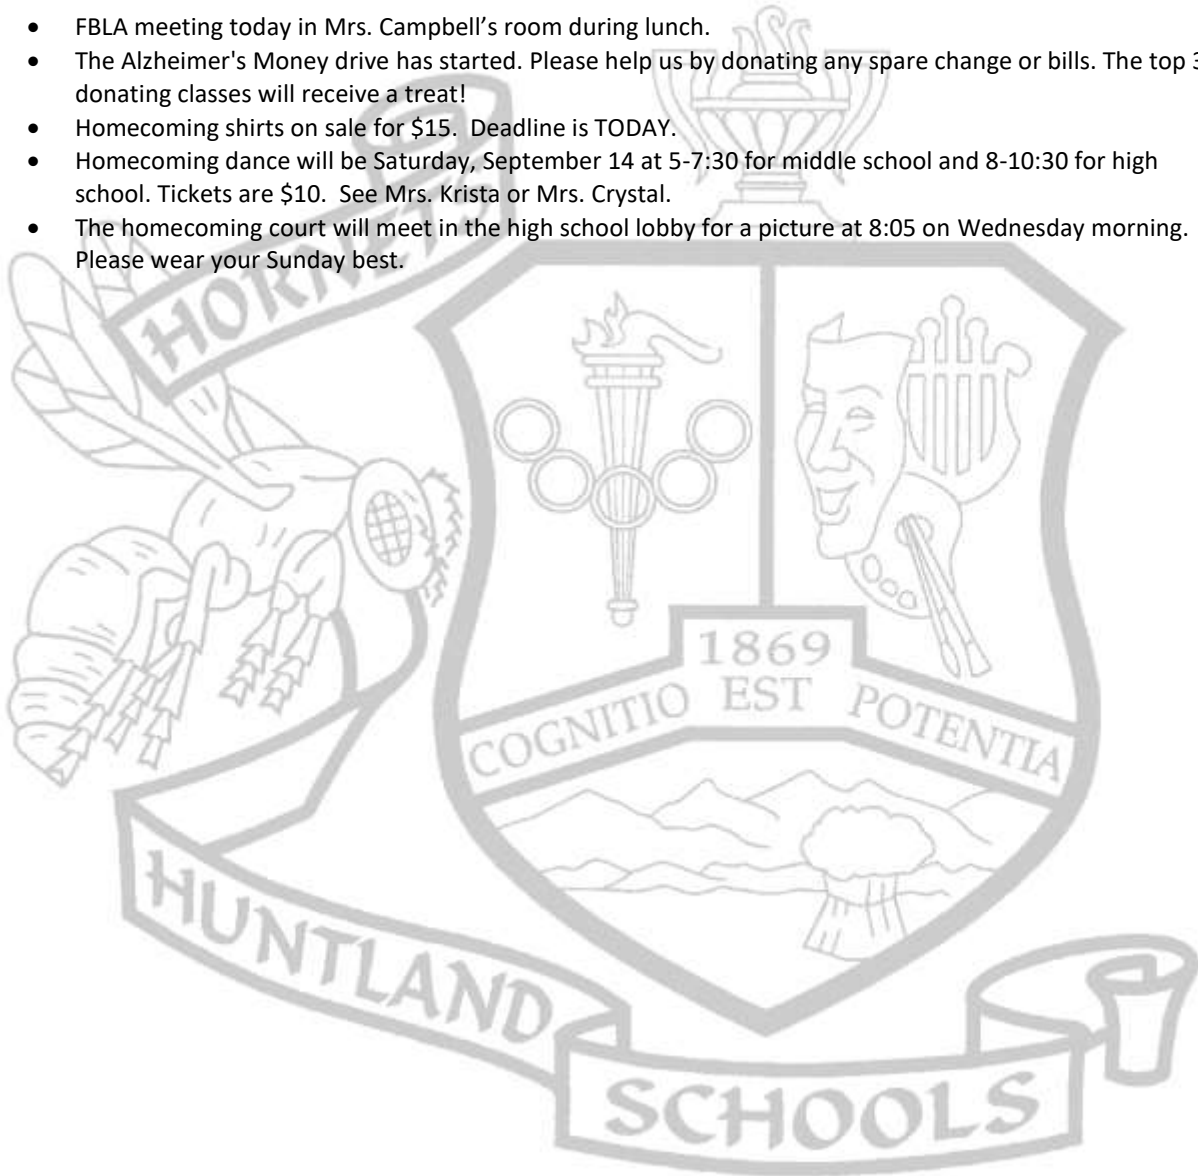 • FBLA meeting today in Mrs. Campbell’s room during lunch.
• The Alzheimer's Money drive has started. Please help us by donating any spare change or bills. The top 3
donating classes will receive a treat!
• Homecoming shirts on sale for $15.  Deadline is TODAY.
• Homecoming dance will be Saturday, September 14 at 5-7:30 for middle school and 8-10:30 for high
school. Tickets are $10.  See Mrs. Krista or Mrs. Crystal.
• The homecoming court will meet in the high school lobby for a picture at 8:05 on Wednesday morning.
Please wear your Sunday best.
HORNETS
1869
COGNITIO EST POTENTIA
HUNTLAND
SCHOOLS